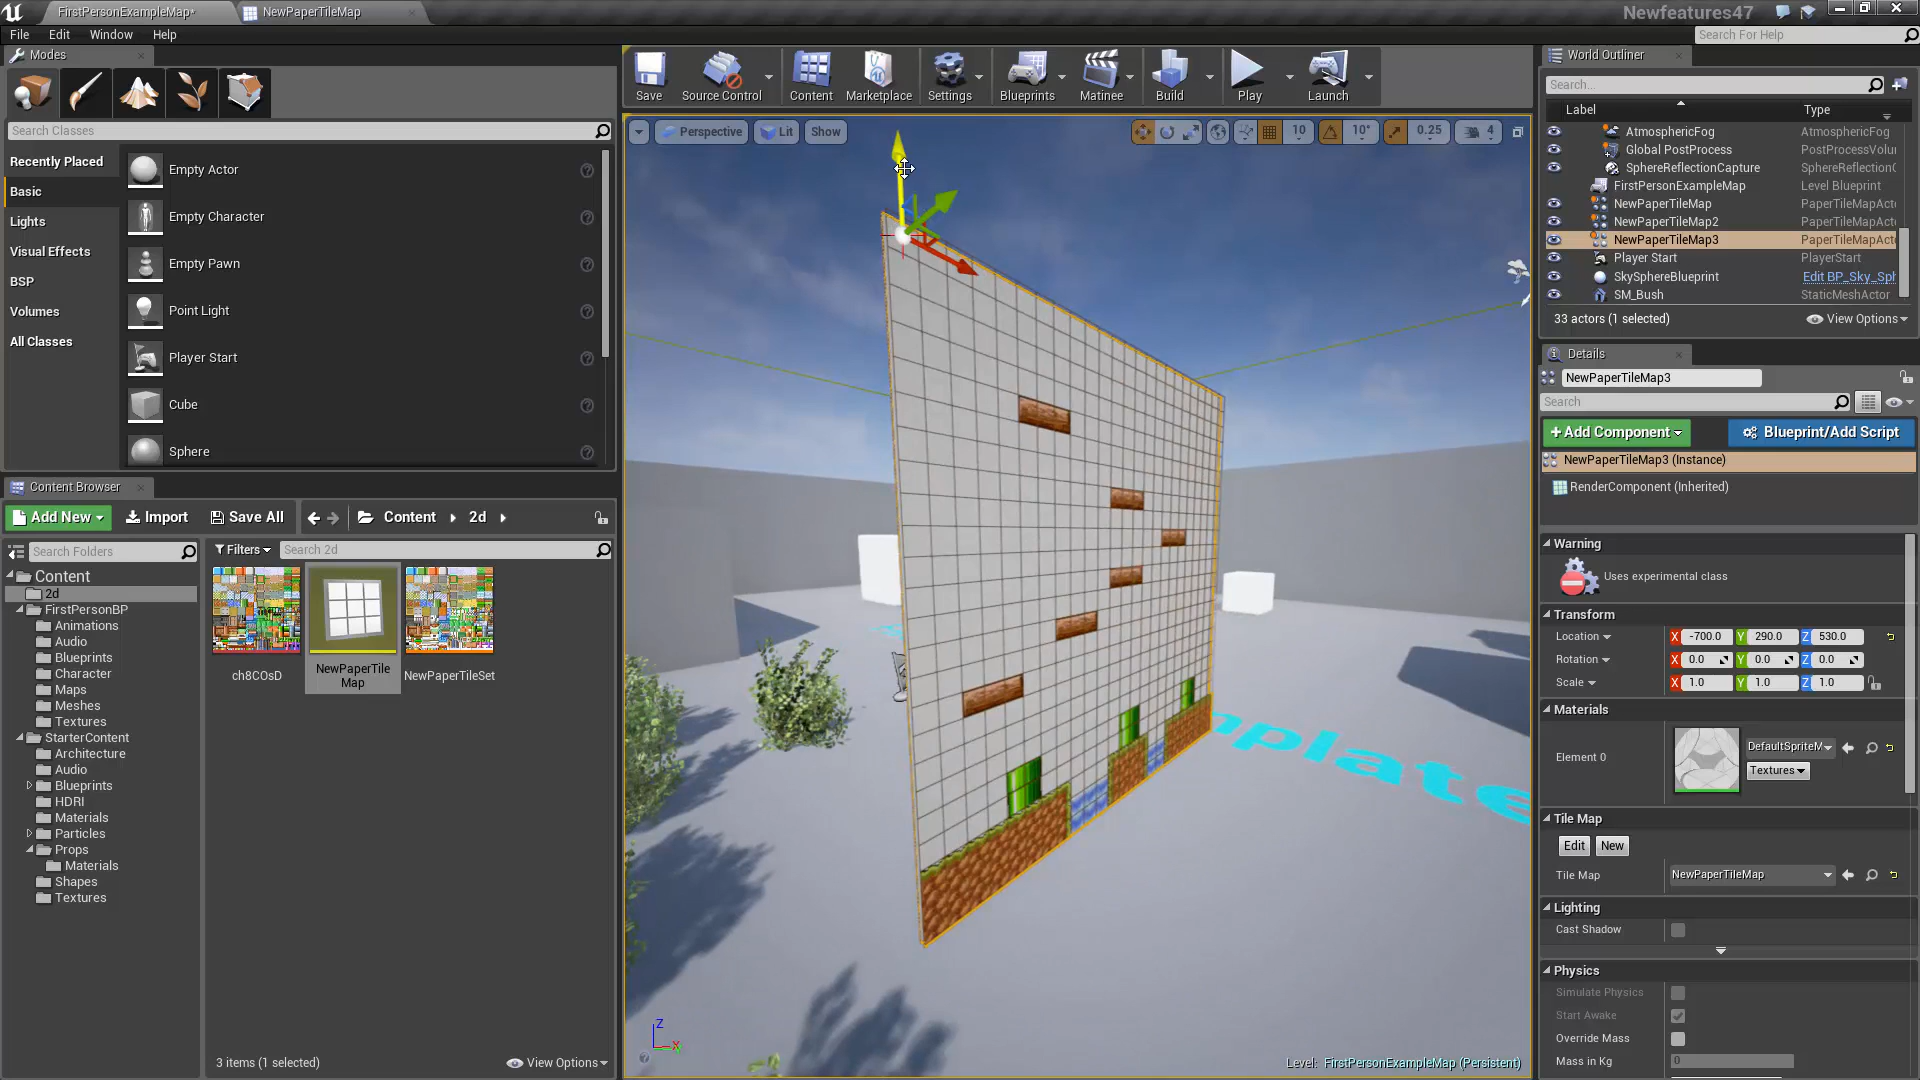 FirstPersonExampleMap*
NewPaperTileMap
Newfeatures47
File
Edit
Window
Help
Search For Help
Modes
Search Classes
Recently Placed
Basic
Lights
Visual Effects
BSP
Volumes
All Classes
Empty Actor
Empty Character
Empty Pawn
Point Light
Player Start
Cube
Sphere
Save
Source Control
Content
Marketplace
Settings
Blueprints
Matinee
Build
Play
Launch
Perspective
Lit
Show
10
10°
0.25
4
Level: FirstPersonExampleMap (Persistent)
Z
X
Content Browser
Add New
Import
Save All
Content
2d
Search Folders
Filters
Search 2d
Content
2d
FirstPersonBP
Animations
Audio
Blueprints
Character
Maps
Meshes
Textures
StarterContent
Architecture
Audio
Blueprints
HDRI
Materials
Particles
Props
Materials
Shapes
Textures
ch8COsD
NewPaperTile
Map
NewPaperTileSet
3 items (1 selected)
View Options
World Outliner
Search...
Label
Type
AtmosphericFog AtmosphericFog
Global PostProcess PostProcessVolu
SphereReflectionCapture SphereReflectionC
FirstPersonExampleMap Level Blueprint
NewPaperTileMap PaperTileMapActo
NewPaperTileMap2 PaperTileMapActo
NewPaperTileMap3 PaperTileMapActo
Player Start PlayerStart
SkySphereBlueprint Edit BP_Sky_Sph
SM_Bush StaticMeshActor
33 actors (1 selected)
View Options
Details
NewPaperTileMap3
Search
+Add Component
Blueprint/Add Script
NewPaperTileMap3 (Instance)
RenderComponent (Inherited)
Warning
Uses experimental class
Transform
Location X -700.0 Y 290.0 Z 530.0
Rotation X 0.0 Y 0.0 Z 0.0
Scale X 1.0 Y 1.0 Z 1.0
Materials
Element 0
DefaultSpriteM
Textures
Tile Map
Edit
New
Tile Map
NewPaperTileMap
Lighting
Cast Shadow
Physics
Simulate Physics
Start Awake
Override Mass
Mass in Kg
0
mplate